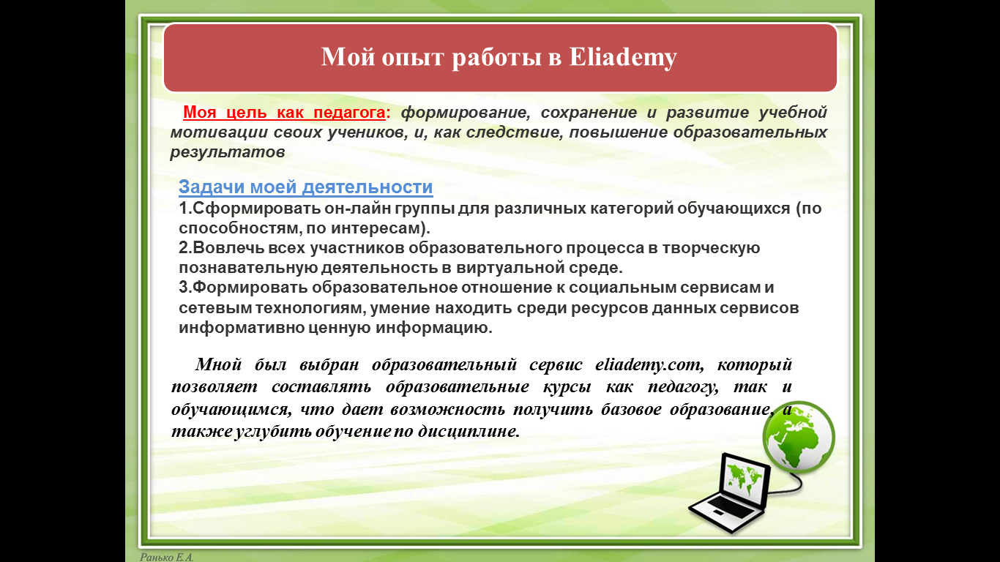 Мой опыт работы в Eliademy
Моя цель как педагога: формирование, сохранение и развитие учебной
мотивации своих учеников, и, как следствие, повышение образовательных
результатов
Задачи моей деятельности
1.Сформировать он-лайн группы для различных категорий обучающихся (по
способностям, по интересам).
2.Вовлечь всех участников образовательного процесса в творческую
познавательную деятельность в виртуальной среде.
3.Формировать образовательное отношение к социальным сервисам и
сетевым технологиям, умение находить среди ресурсов данных сервисов
информативно ценную информацию.
Мной был выбран образовательный сервис eliademy.com, который
позволяет составлять образовательные курсы как педагогу, так и
обучающимся, что дает возможность получить базовое образование, а
также углубить обучение по дисциплине.
Ранько Е.А.